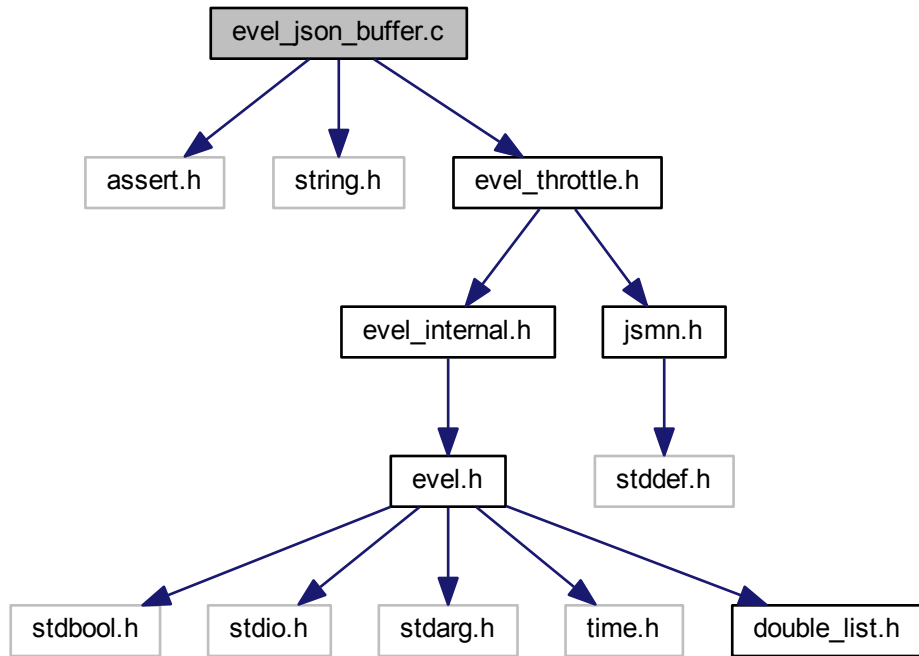 evel_json_buffer.c
assert.h
string.h
evel_throttle.h
evel_internal.h
jsmn.h
evel.h
stddef.h
stdbool.h
stdio.h
stdarg.h
time.h
double_list.h